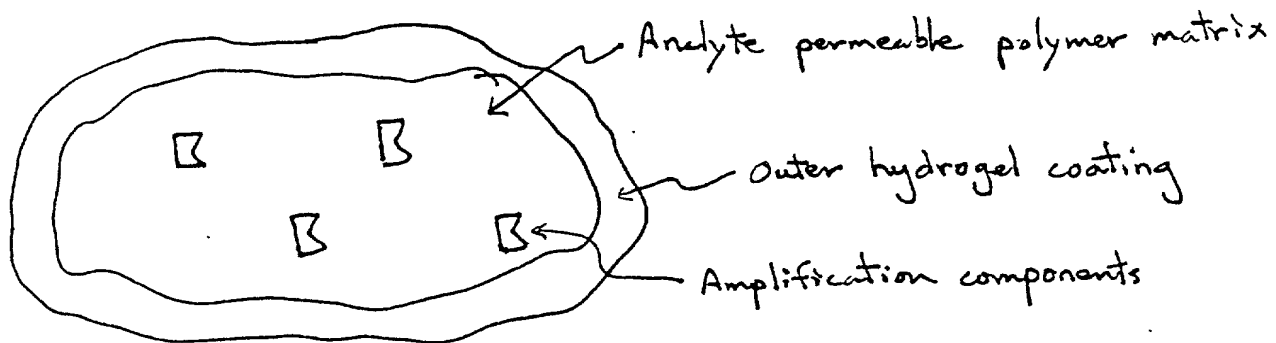 Analyte permeable polymer matrix
Outer hydrogel coating
Amplification components